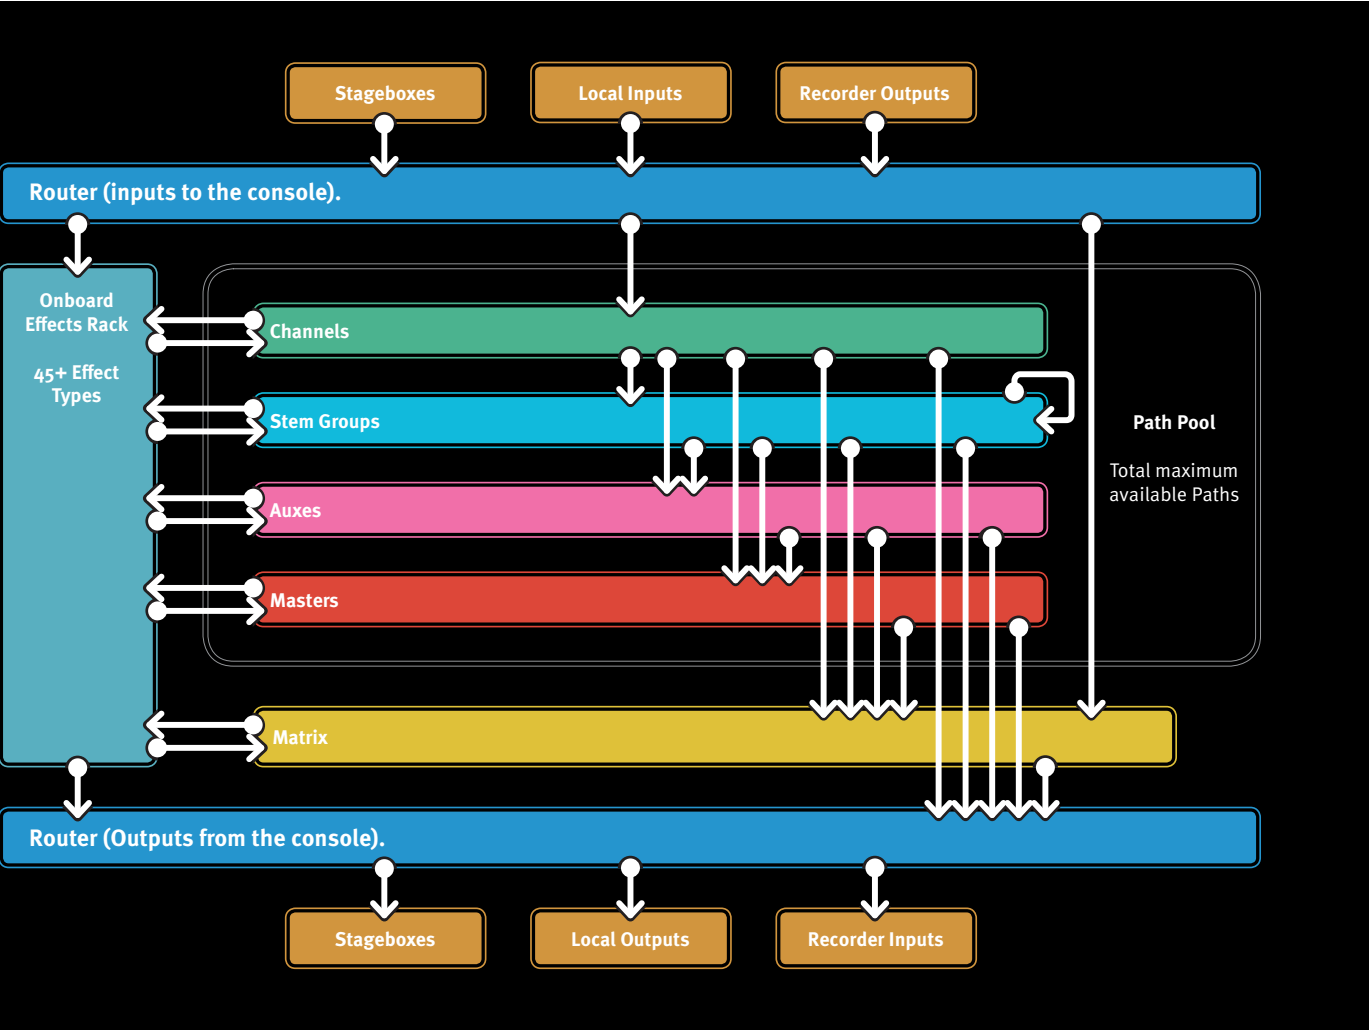 Stageboxes
Local Inputs
Recorder Outputs
Router (inputs to the console).
Onboard
Effects Rack
45+ Effect
Types
Channels
Stem Groups
Auxes
Masters
Path Pool
Total maximum
available Paths
Matrix
Router (Outputs from the console).
Stageboxes
Local Outputs
Recorder Inputs